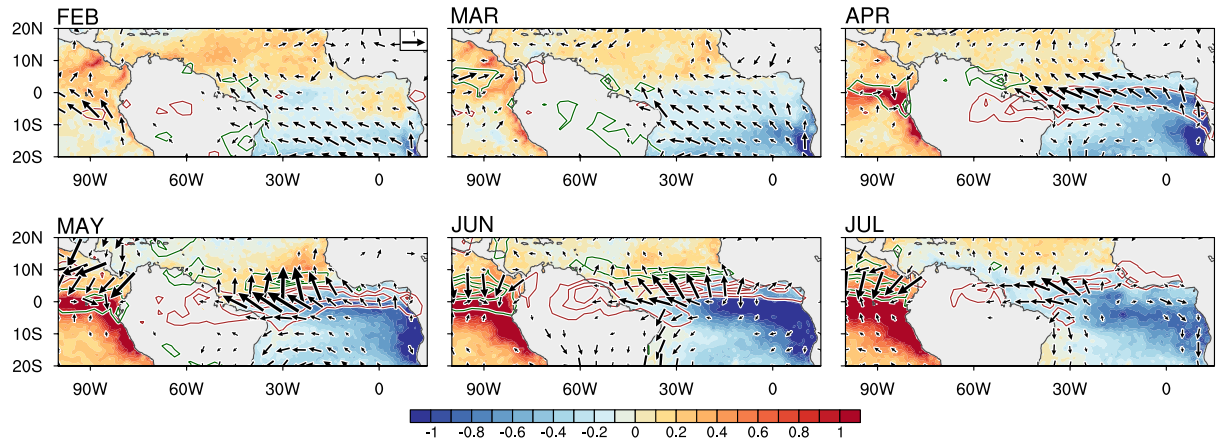 FEB MAR APR
1
20N
10N
0
10S
20S
90W 60W 30W 0 90W 60W 30W 0 90W 60W 30W 0
MAY JUN JUL
20N
10N
0
10S
20S
90W 60W 30W 0 90W 60W 30W 0 90W 60W 30W 0
-1 -0.8 -0.6 -0.4 -0.2 0 0.2 0.4 0.6 0.8 1